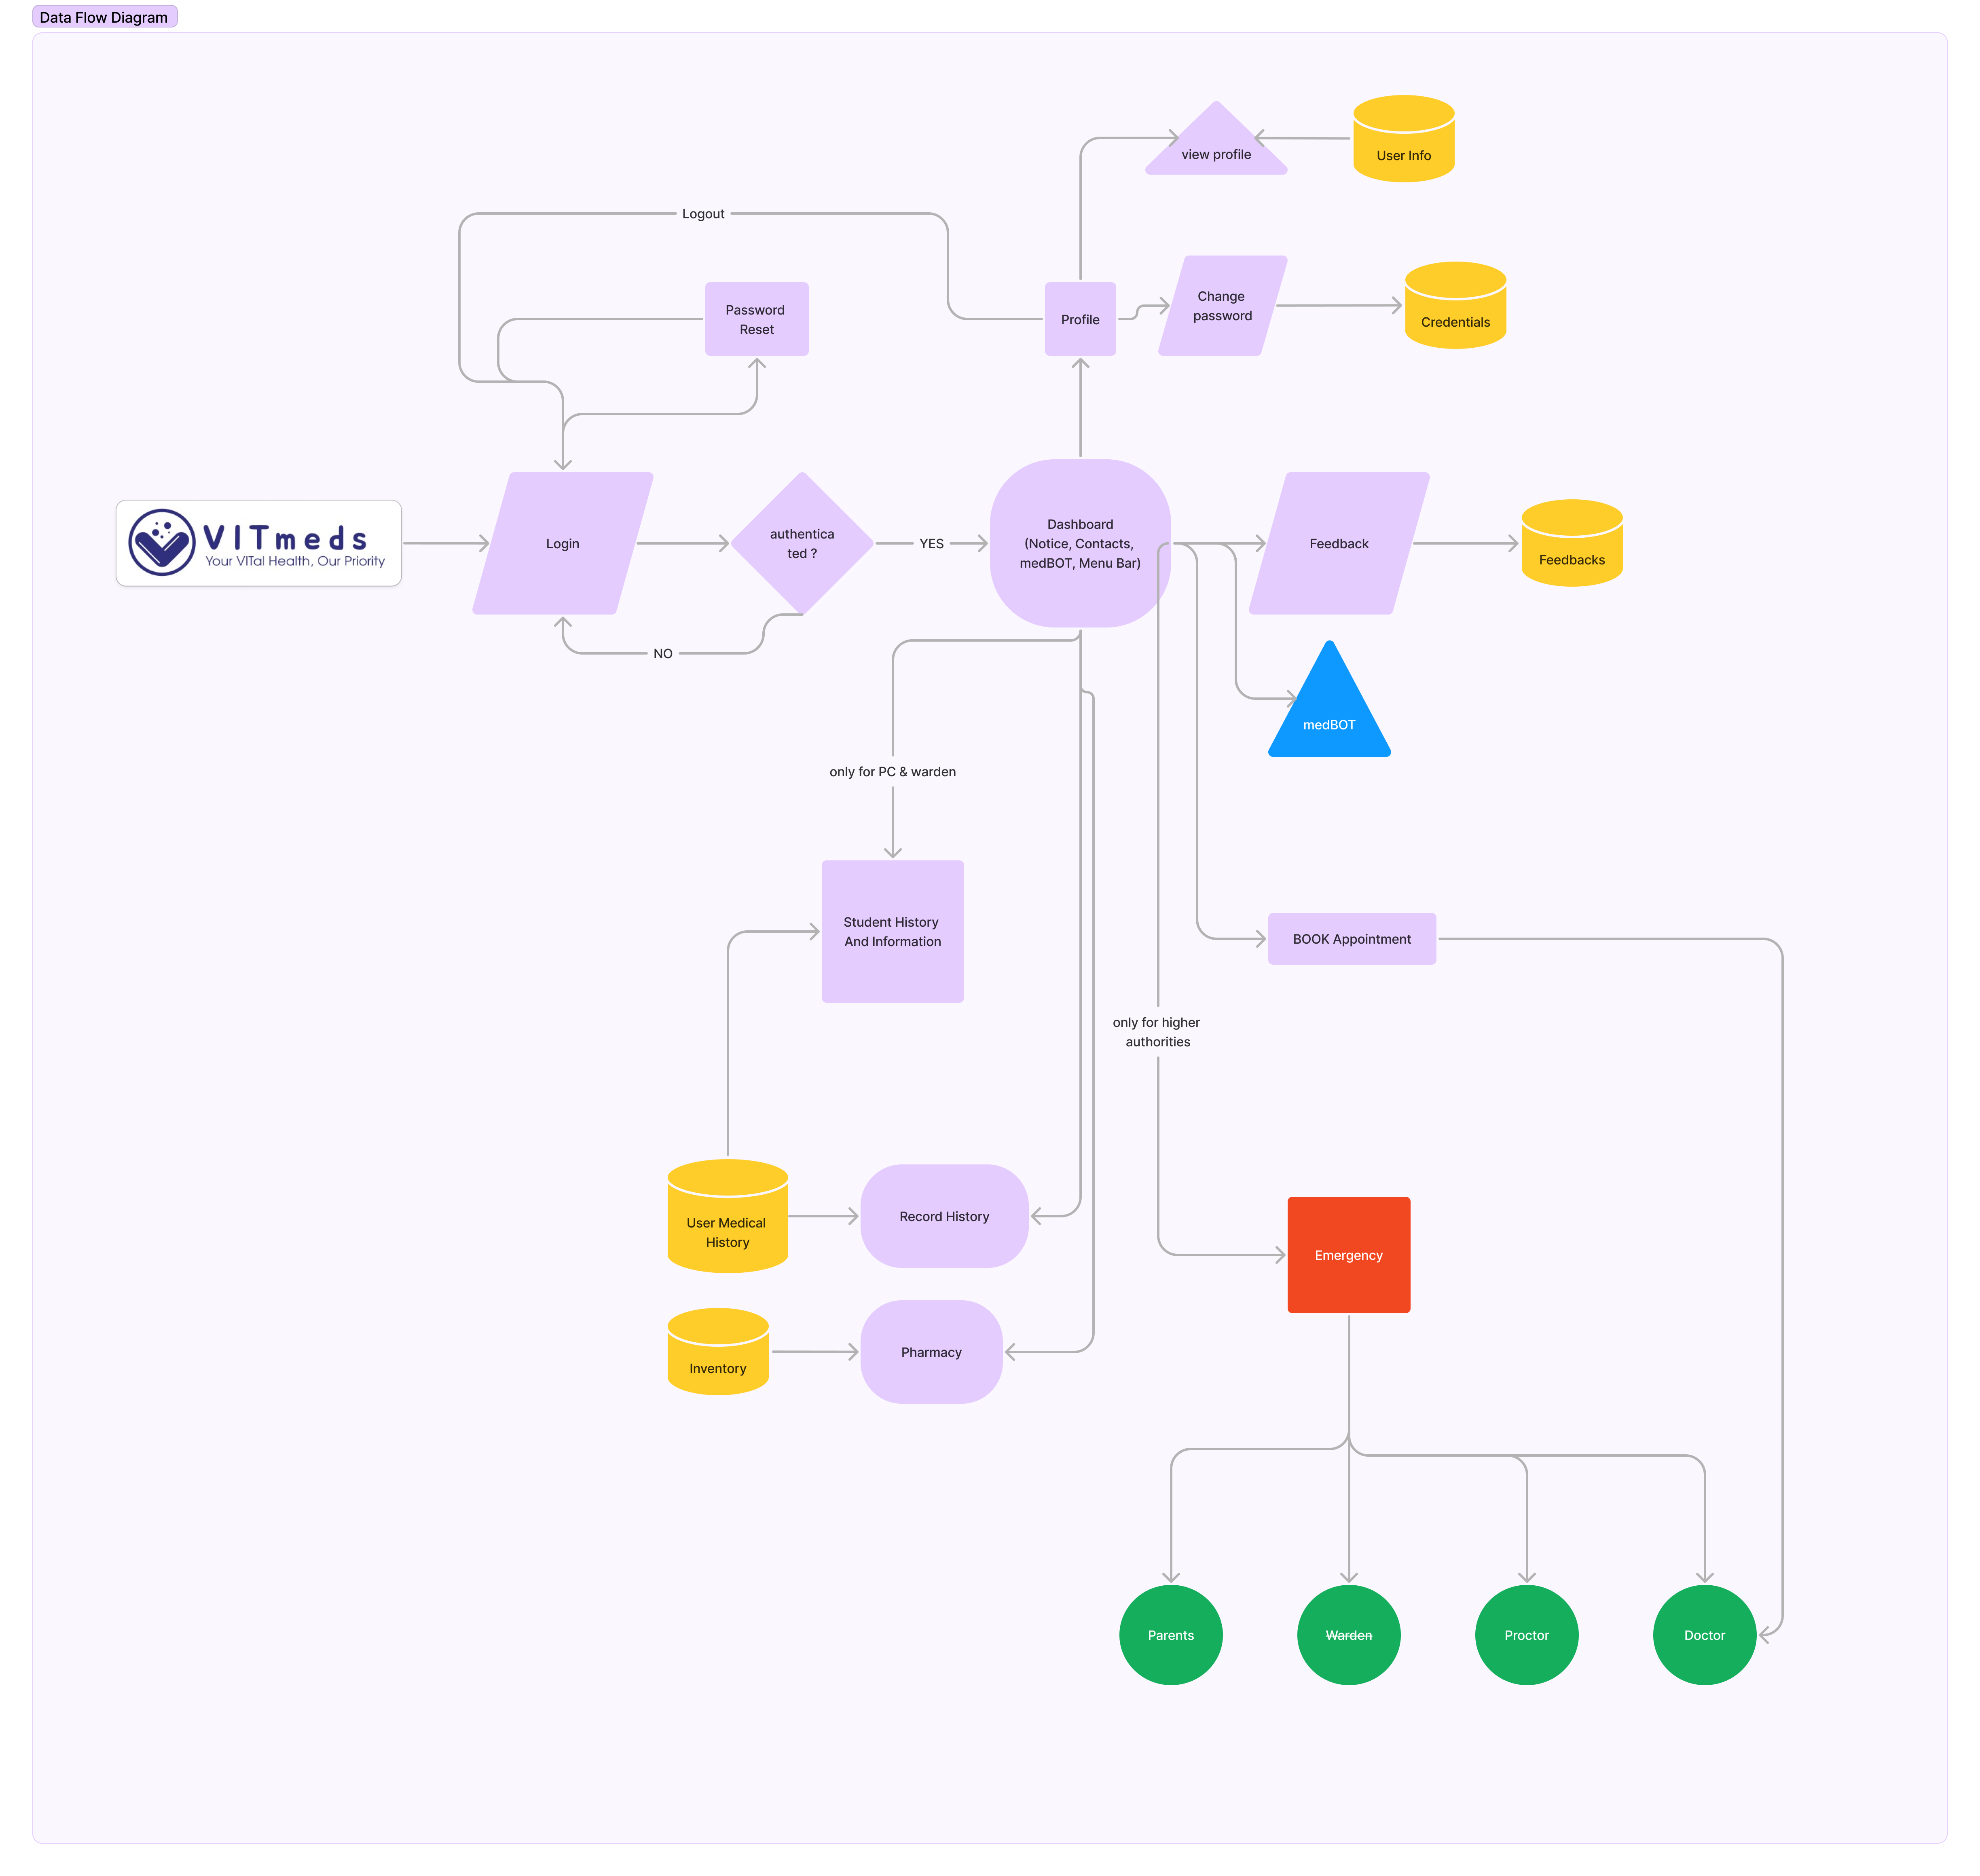 Data Flow Diagram
view profile
User Info
Logout
Password
Reset
Profile
Change
password
Credentials
VITmeds
Your VITal Health, Our Priority
Login
authentica
ted ?
YES
Dashboard
(Notice, Contacts,
medBOT, Menu Bar)
Feedback
Feedbacks
NO
medBOT
only for PC & warden
Student History
And Information
BOOK Appointment
only for higher
authorities
User Medical
History
Record History
Emergency
Inventory
Pharmacy
Parents
Warden
Proctor
Doctor